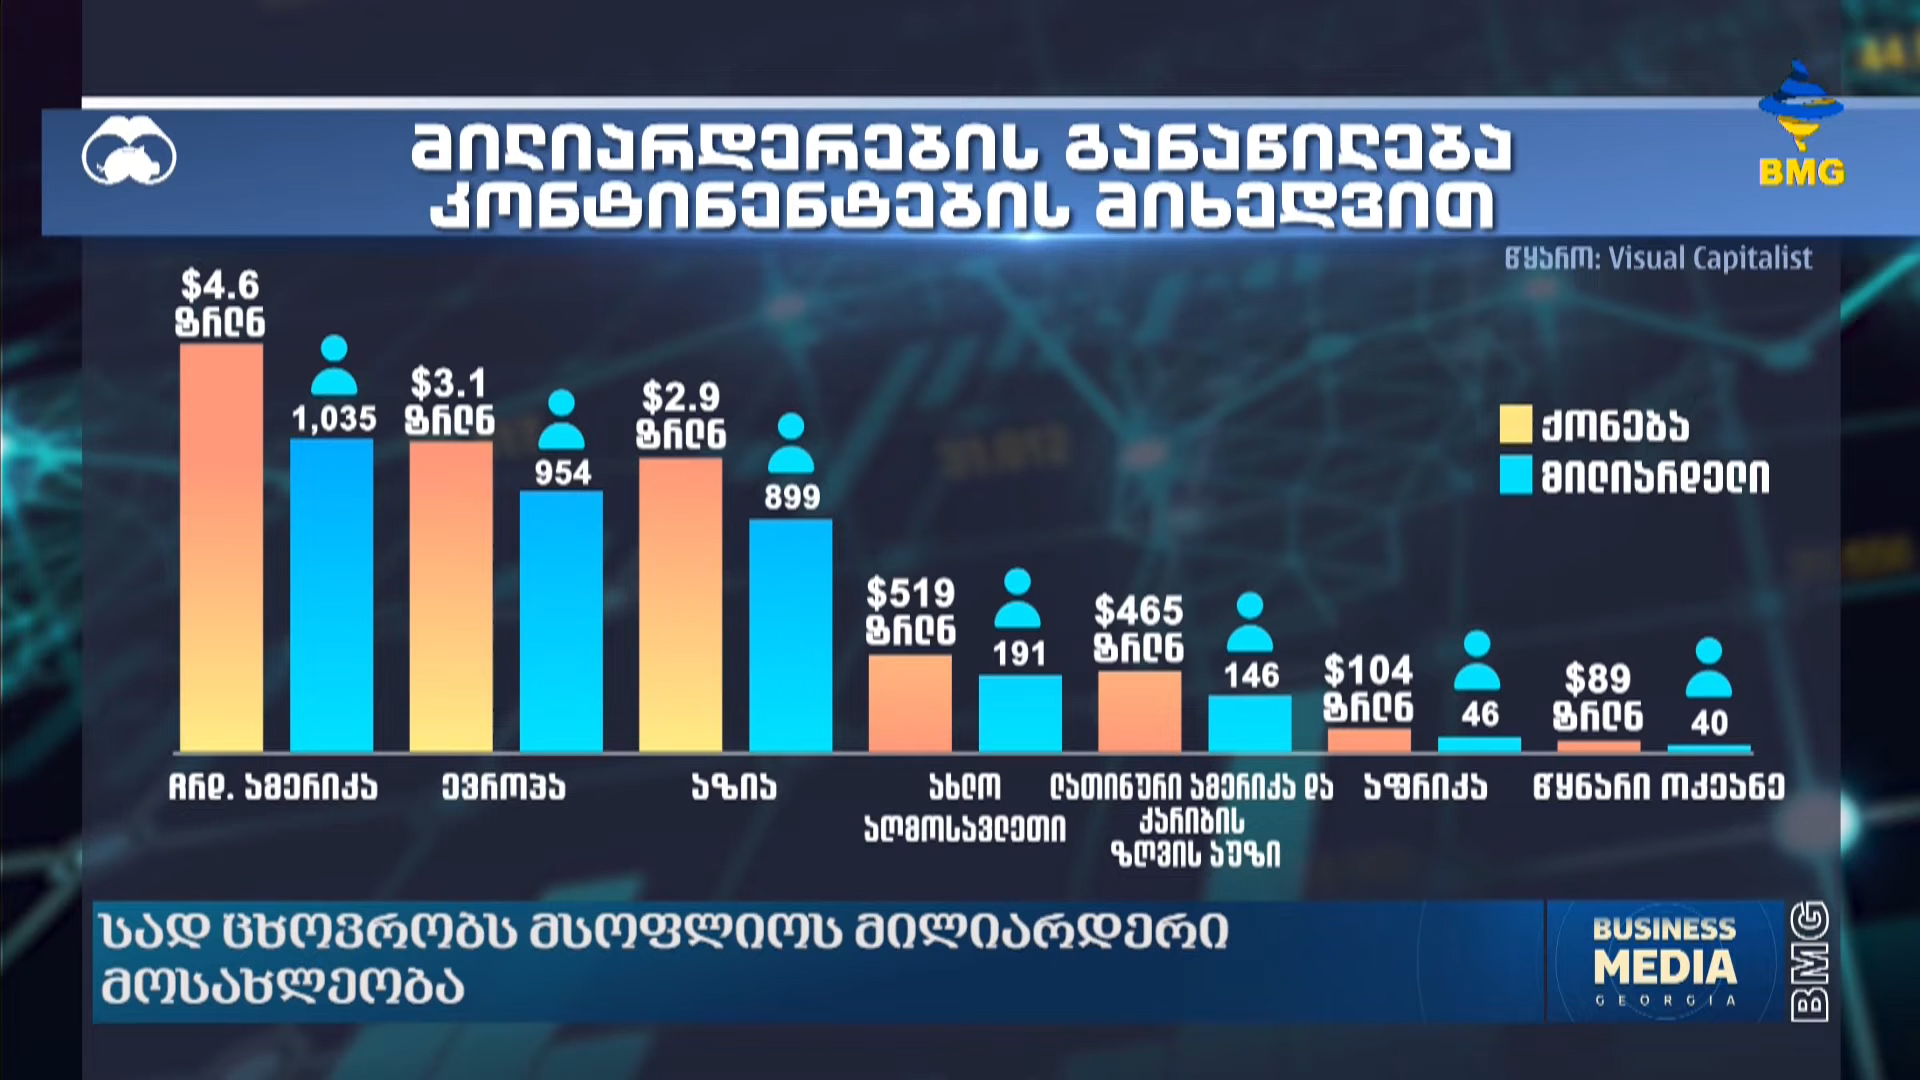 მილიარდერების განაწილება
კონტინენტების მიხედვით
BMG
წყარო: Visual Capitalist
$4.6
ტრლნ
1,035
$3.1
ტრლნ
954
$2.9
ტრლნ
899
$519
ტრლნ
191
$465
ტრლნ
146
$104
ტრლნ
46
$89
ტრლნ
40
ქონება
მილიარდელი
ჩრდ. ამერიკა
ევროპა
აზია
ახლო
აღმოსავლეთი
ლათინური ამერიკა და
კარიბის
ზღვის აუზი
აფრიკა
წყნარი ოკეანე
სად ცხოვრობს მსოფლიოს მილიარდერი
მოსახლეობა
BUSINESS
MEDIA
GEORGIA
BMG